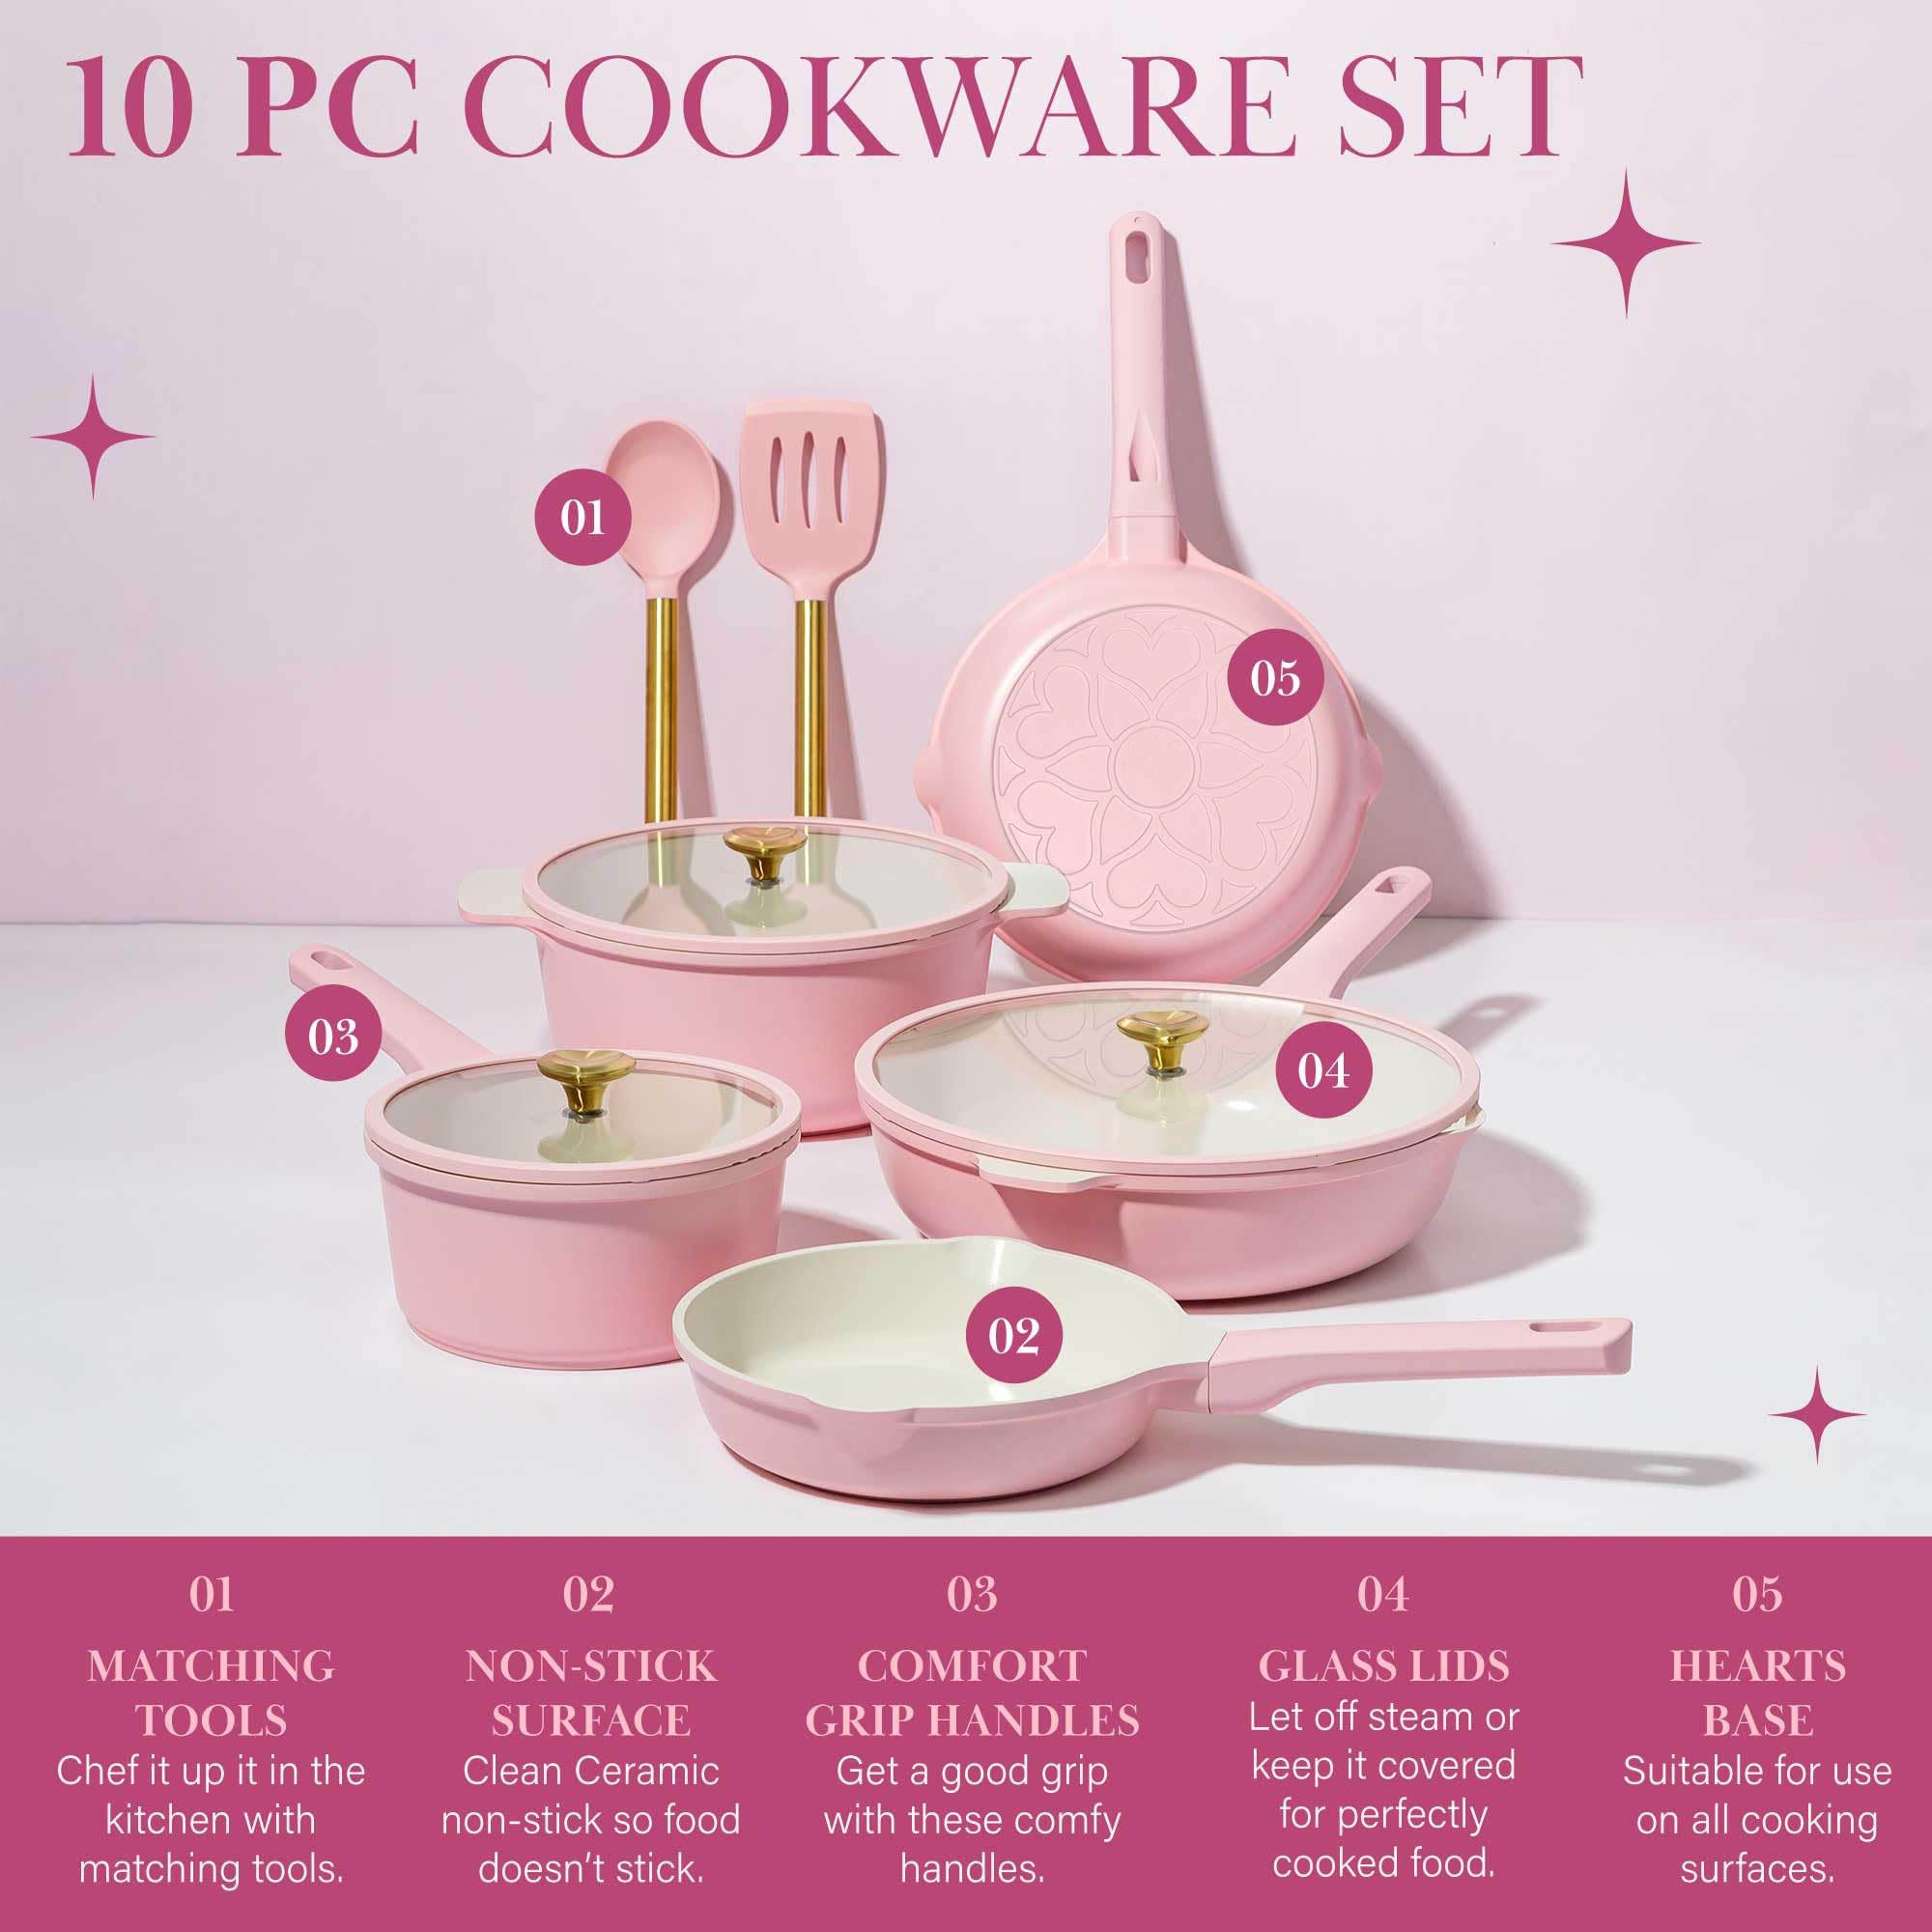 10 PC COOKWARE SET
01
05
03
04
02
01
MATCHING
TOOLS
Chef it up it in the
kitchen with
matching tools.
02
NON-STICK
SURFACE
Clean Ceramic
non-stick so food
doesn't stick.
03
COMFORT
GRIP HANDLES
Get a good grip
with these comfy
handles.
04
GLASS LIDS
Let off steam or
keep it covered
for perfectly
cooked food.
05
HEARTS
BASE
Suitable for use
on all cooking
surfaces.